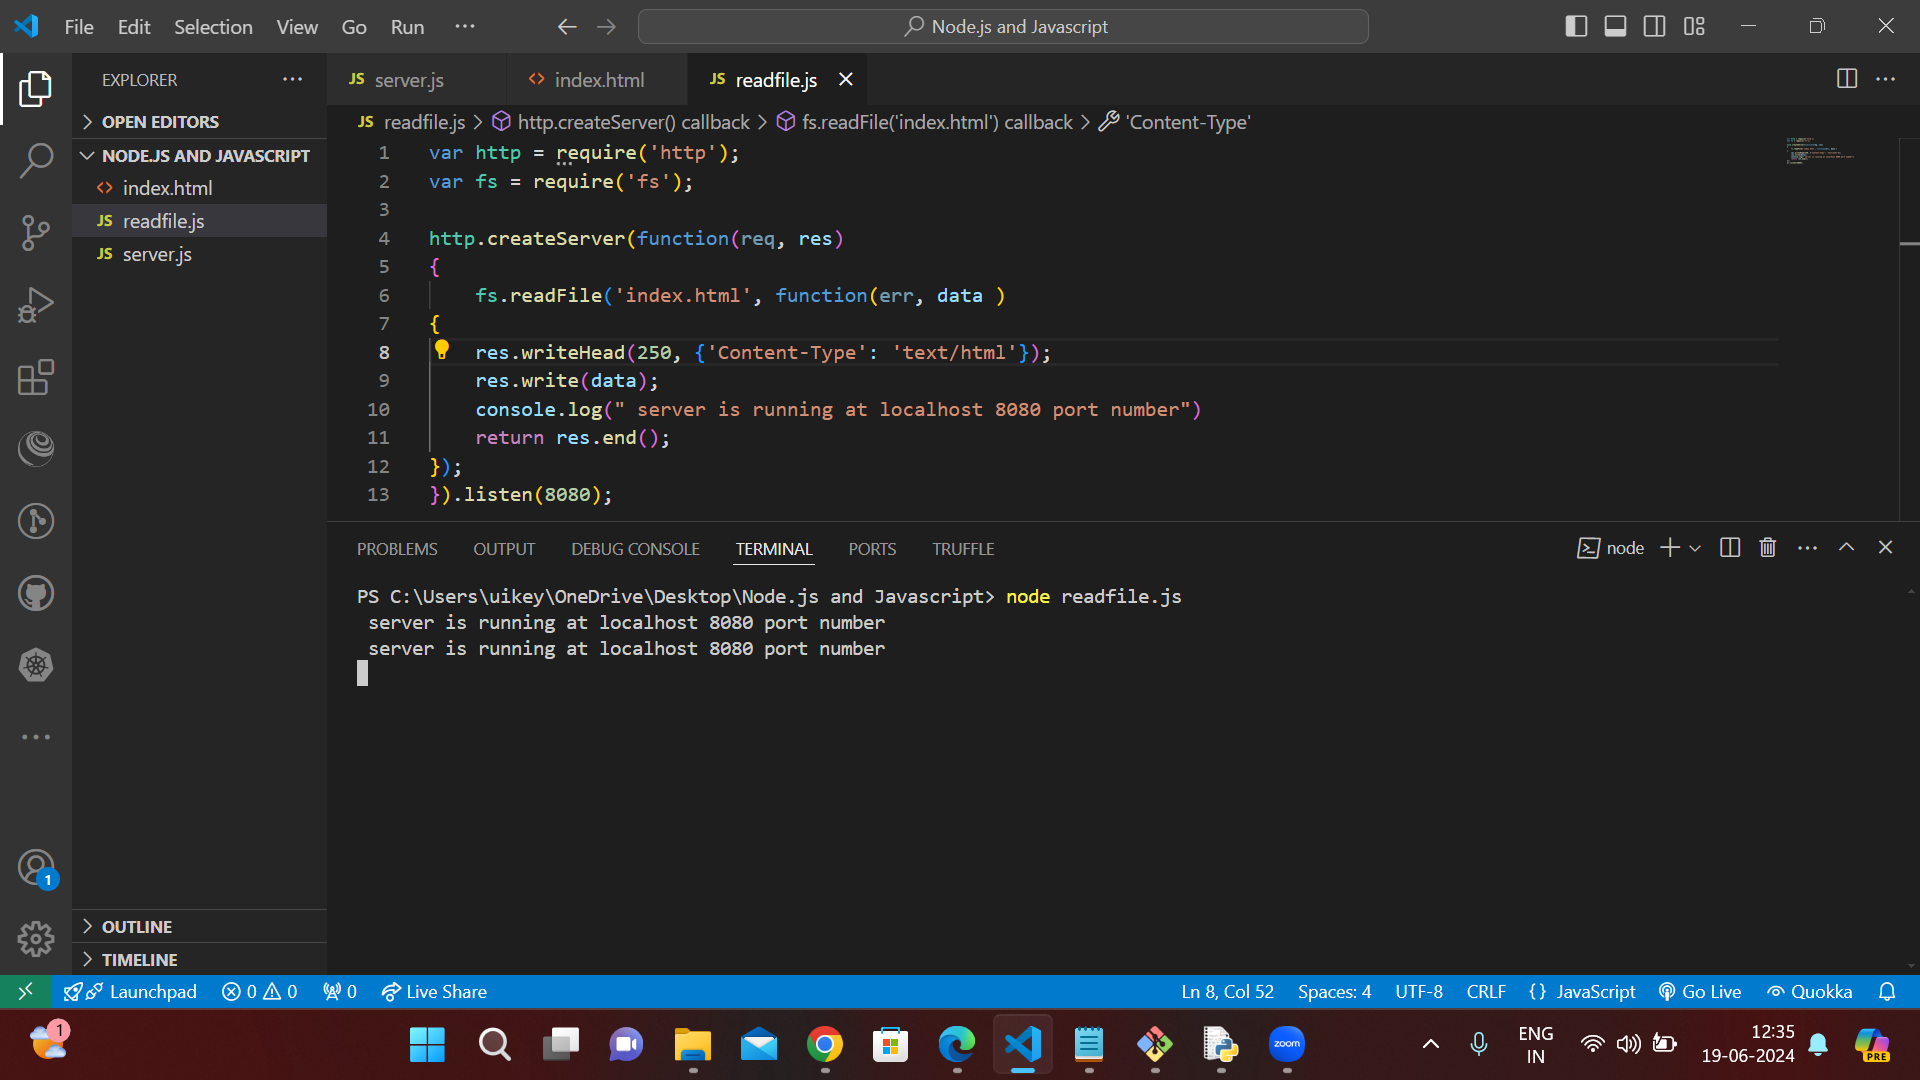 File Edit Selection View Go Run ··· Node.js and Javascript
EXPLORER ···
OPEN EDITORS
NODE.JS AND JAVASCRIPT
<> index.html
JS readfile.js
JS server.js
OUTLINE
TIMELINE
JS server.js <> index.html JS readfile.js
JS readfile.js > http.createServer() callback > fs.readFile('index.html') callback > 'Content-Type'
1 var http = require('http');
2 var fs = require('fs');
3
4 http.createServer(function(req, res)
5 {
6 fs.readFile('index.html', function(err, data )
7 {
8 res.writeHead(250, {'Content-Type': 'text/html'});
9 res.write(data);
10 console.log(" server is running at localhost 8080 port number")
11 return res.end();
12 });
13 }).listen(8080);
PROBLEMS OUTPUT DEBUG CONSOLE TERMINAL PORTS TRUFFLE node
PS C:\Users\uikey\OneDrive\Desktop\Node.js and Javascript> node readfile.js
server is running at localhost 8080 port number
server is running at localhost 8080 port number
1
Launchpad 0 0 0 Live Share Ln 8, Col 52 Spaces: 4 UTF-8 CRLF {} JavaScript Go Live Quokka
1 zoom ENG 12:35 PRE
IN 19-06-2024